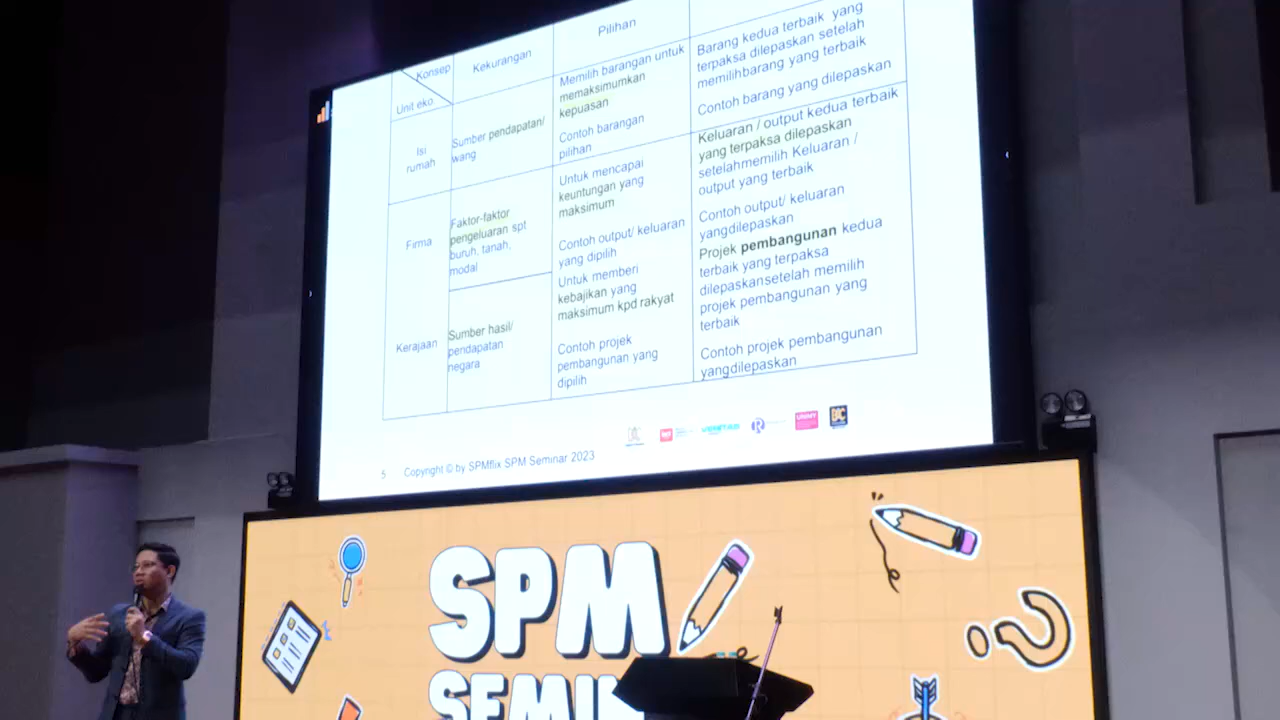 Konsep
Unit eko
Kekurangan
Pilihan
Isi
rumah
Sumber pendapatan/
wang
Memilih barangan untuk
memaksimumkan
kepuasan
Contoh barangan
pilihan
Barang kedua terbaik yang
terpaksa dilepaskan setelah
memilihbarang yang terbaik
Contoh barang yang dilepaskan
Firma
Faktor-faktor
pengeluaran spt
buruh, tanah,
modal
Untuk mencapai
keuntungan yang
maksimum
Contoh output/ keluaran
yang dipilih
Keluaran / output kedua terbaik
yang terpaksa dilepaskan
setelahmemilih Keluaran /
output yang terbaik
Contoh output/ keluaran
yangdilepaskan
Kerajaan
Sumber hasil/
pendapatan
negara
Untuk memberi
kebajikan yang
maksimum kpd rakyat
Contoh projek
pembangunan yang
dipilih
Projek pembangunan kedua
terbaik yang terpaksa
dilepaskansetelah memilih
projek pembangunan yang
terbaik
Contoh projek pembangunan
yangdilepaskan
5 Copyright © by SPMflix SPM Seminar 2023
SPM